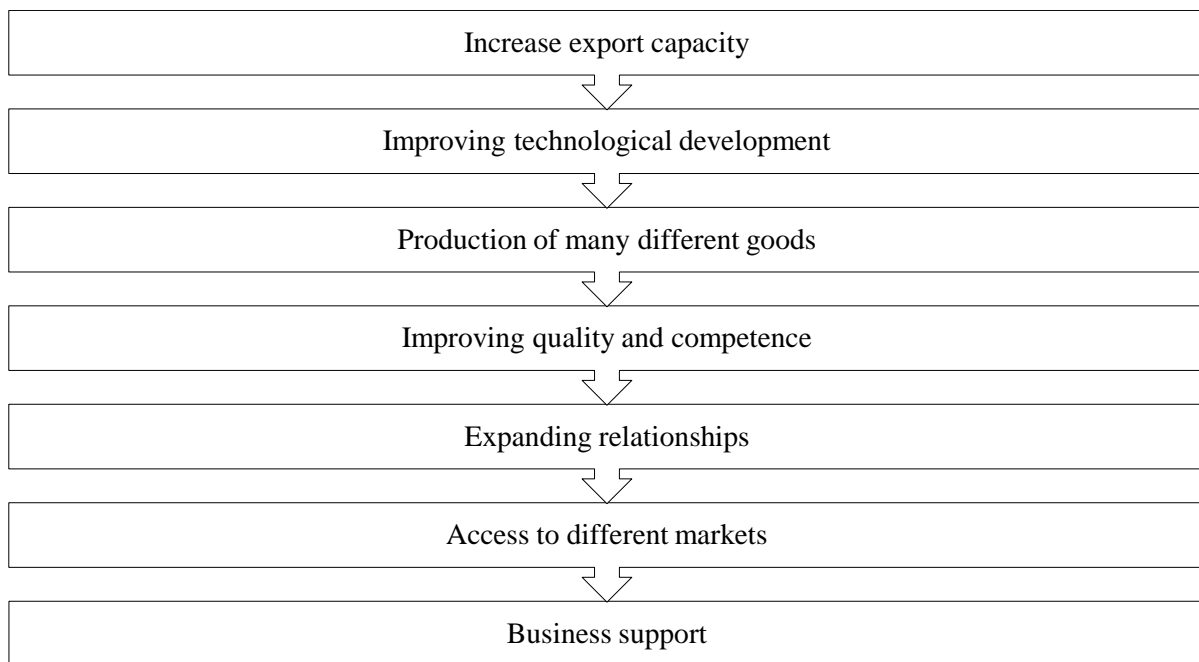 Increase export capacity
Improving technological development
Production of many different goods
Improving quality and competence
Expanding relationships
Access to different markets
Business support